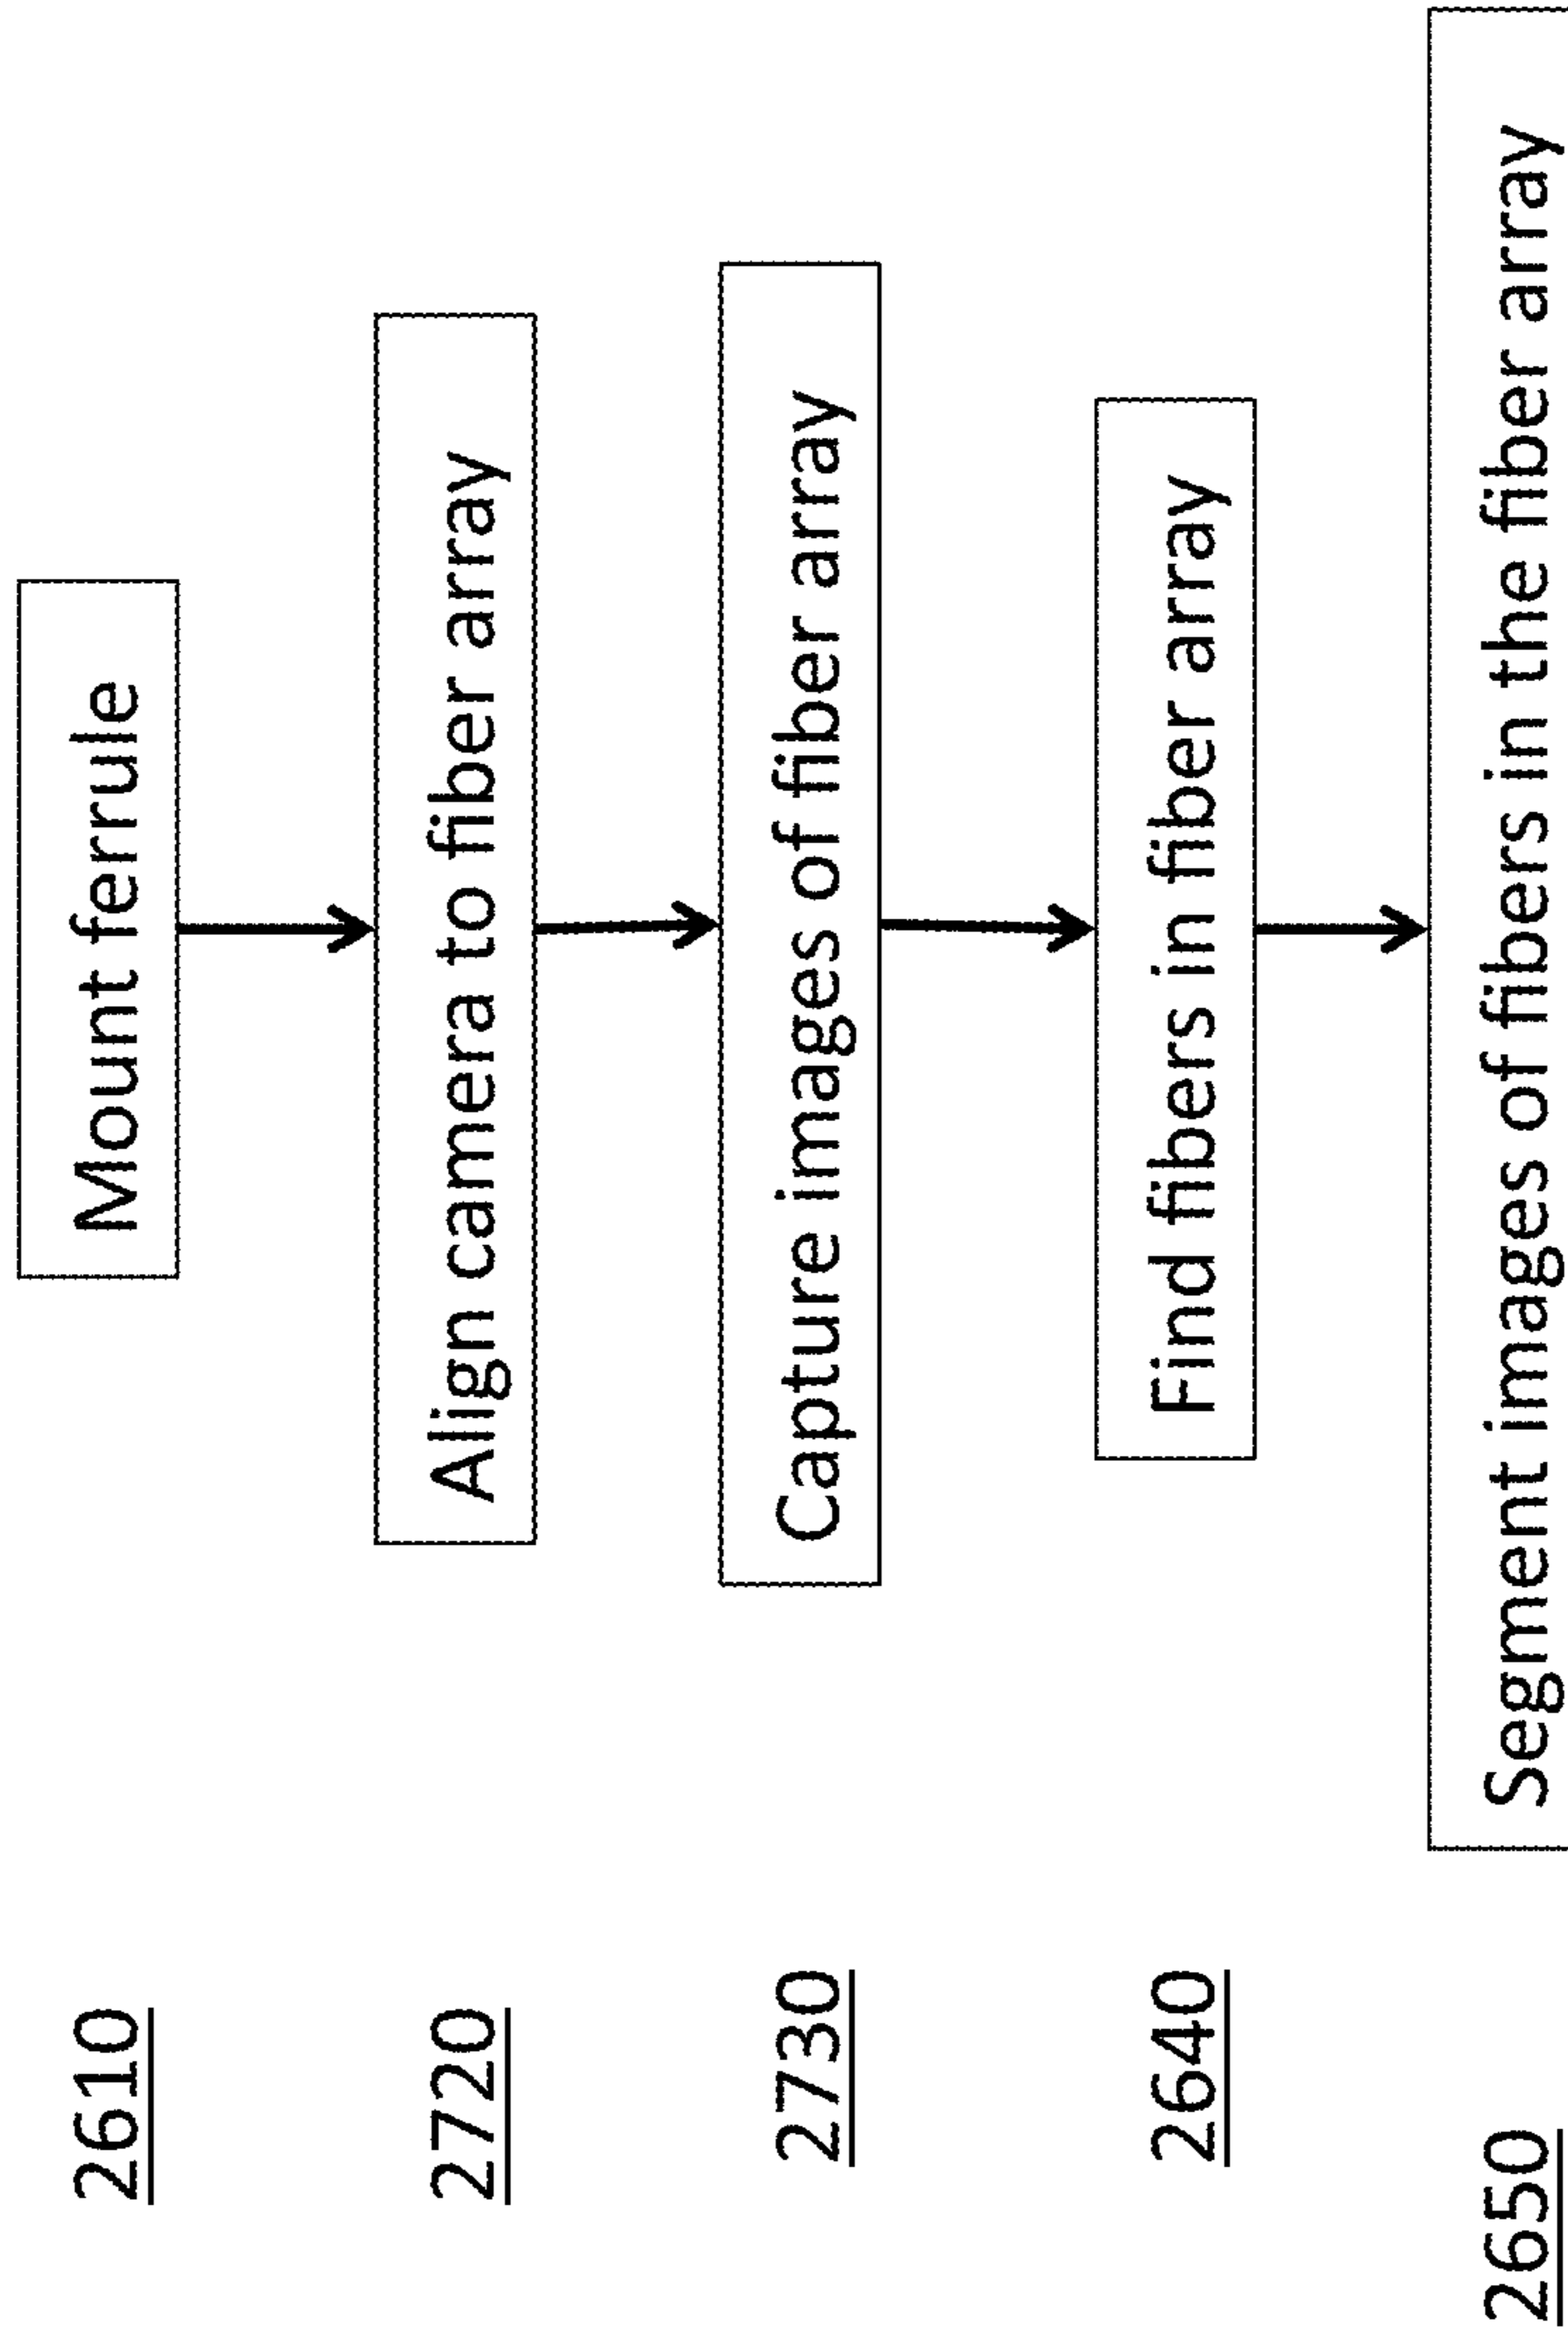 2610
Mount ferrule
2720
Align camera to fiber array
2730
Capture images of fiber array
2640
Find fibers in fiber array
2650
Segment images of fibers in the fiber array